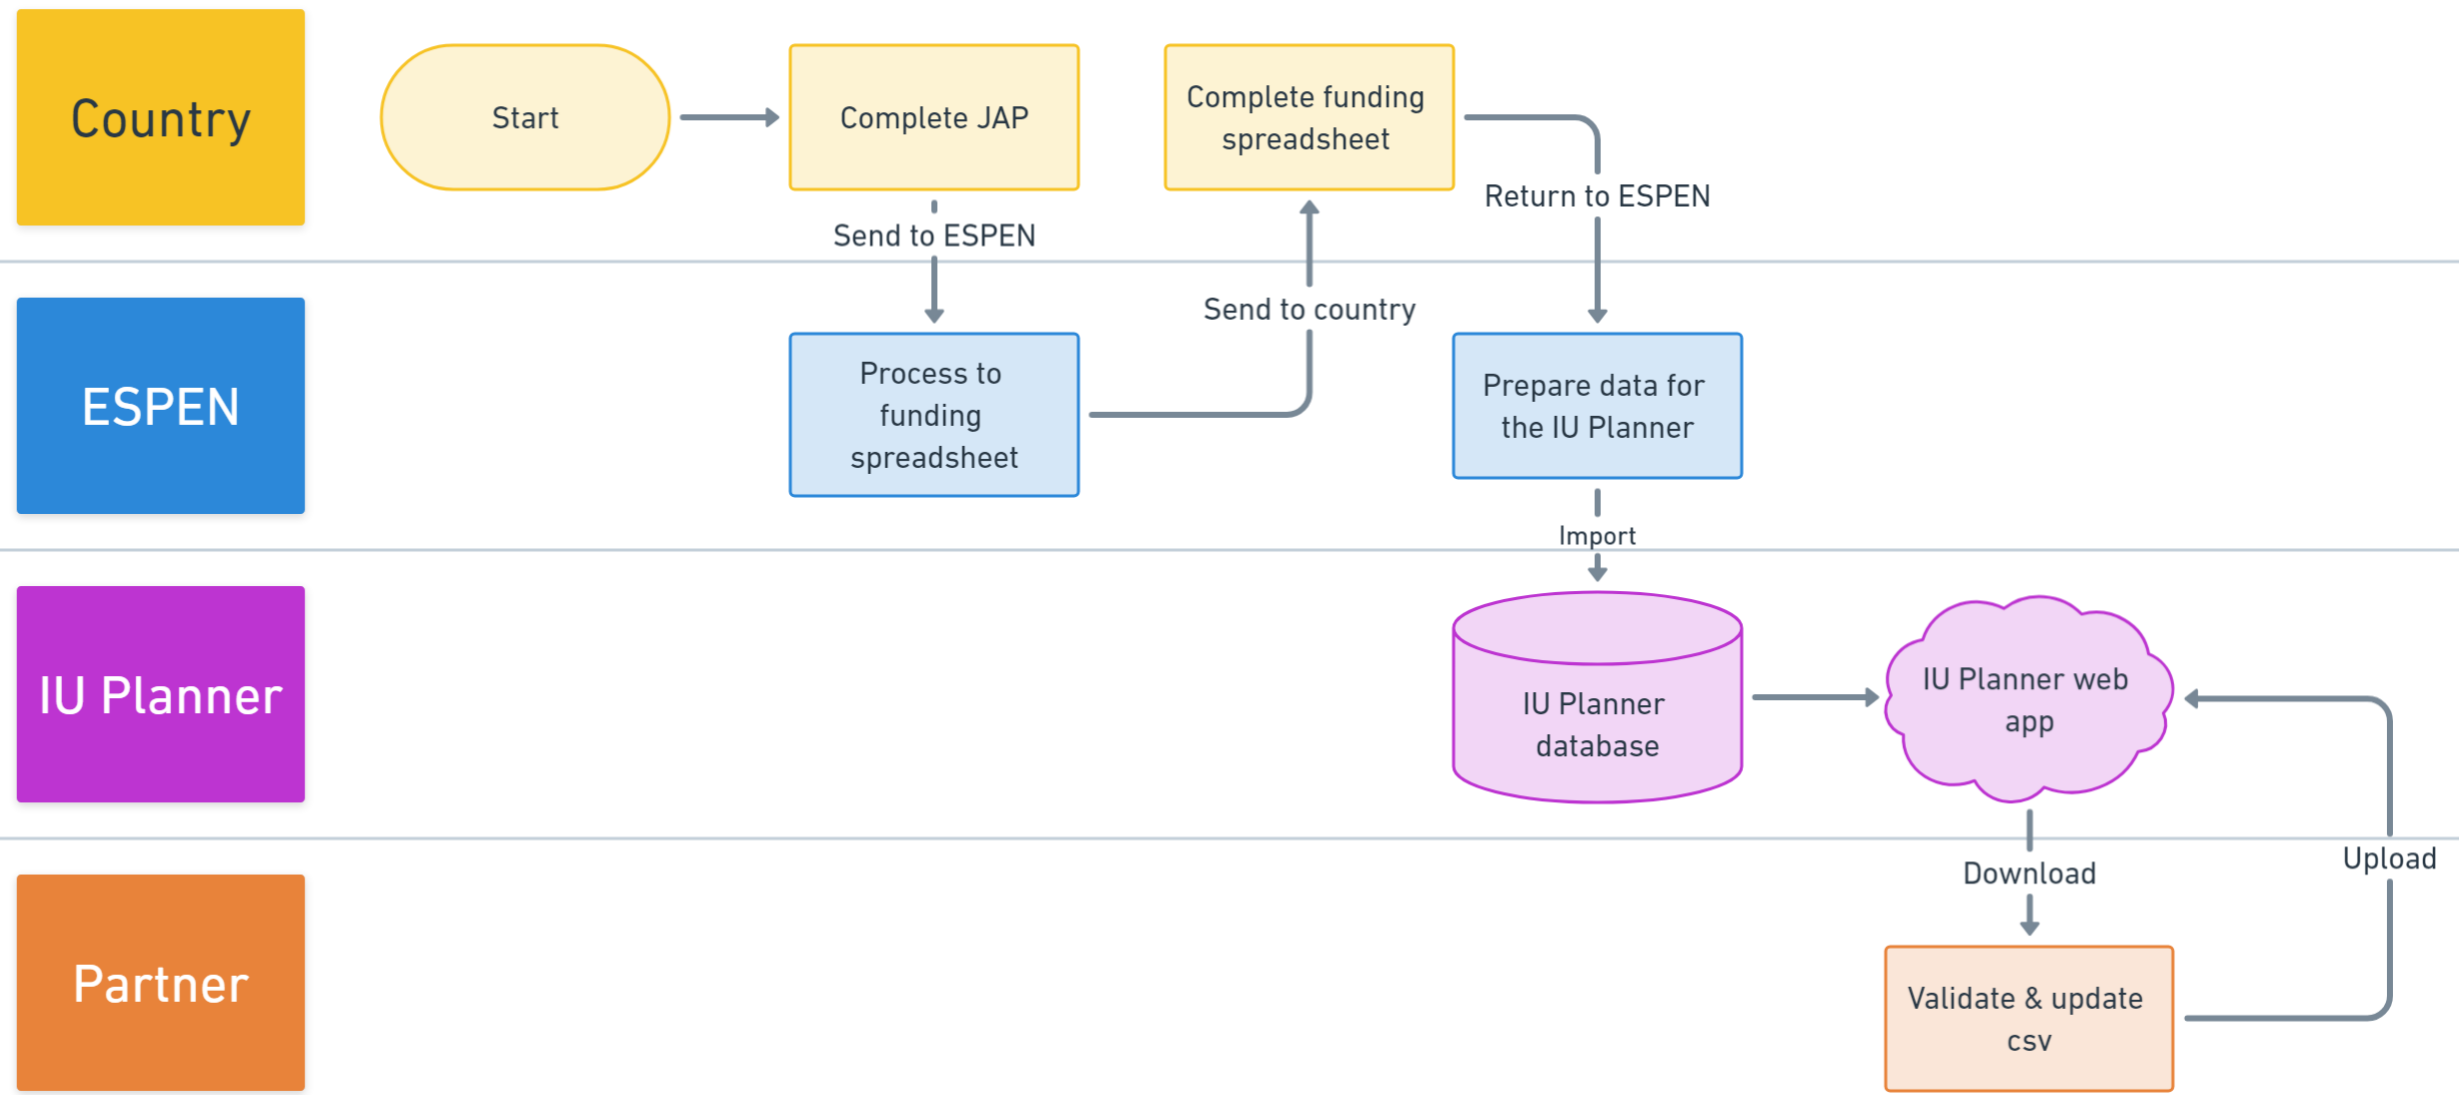 Country
Start
Complete JAP
Complete funding
spreadsheet
Return to ESPEN
Send to ESPEN
Send to country
ESPEN
Process to
funding
spreadsheet
Prepare data for
the IU Planner
Import
IU Planner
IU Planner
database
IU Planner web
app
Download
Upload
Partner
Validate & update
csv